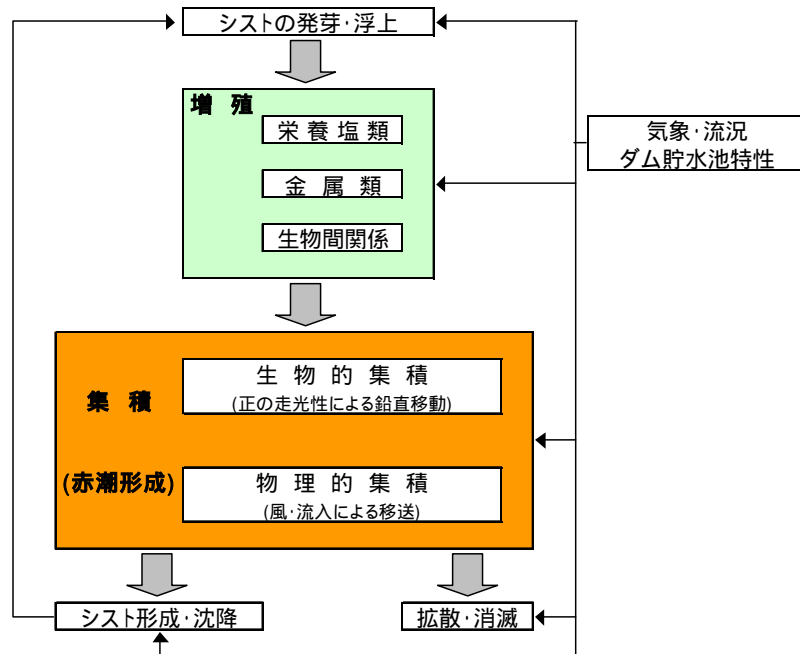 シストの発芽・浮上
増 殖
栄 養 塩 類
気象・流況
ダム貯水池特性
金 属 類
生物間関係
生 物 的 集 積
(正の走光性による鉛直移動)
集 積
(赤潮形成)
物 理 的 集 積
(風・流入による移送)
シスト形成・沈降
拡散・消滅